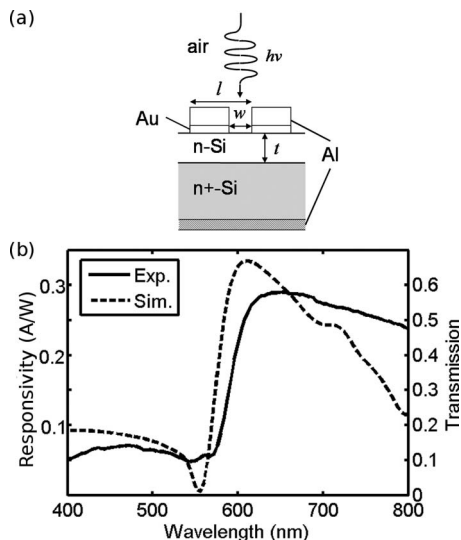 (a)
air
hν
l
Au
w
n-Si
t
Al
n+-Si
(b)
Exp.
Sim.
0.3
0.2
0.1
Responsivity (A/W)
0.6
0.5
0.4
0.3
0.2
0.1
0
Transmission
400
500
600
700
800
Wavelength (nm)